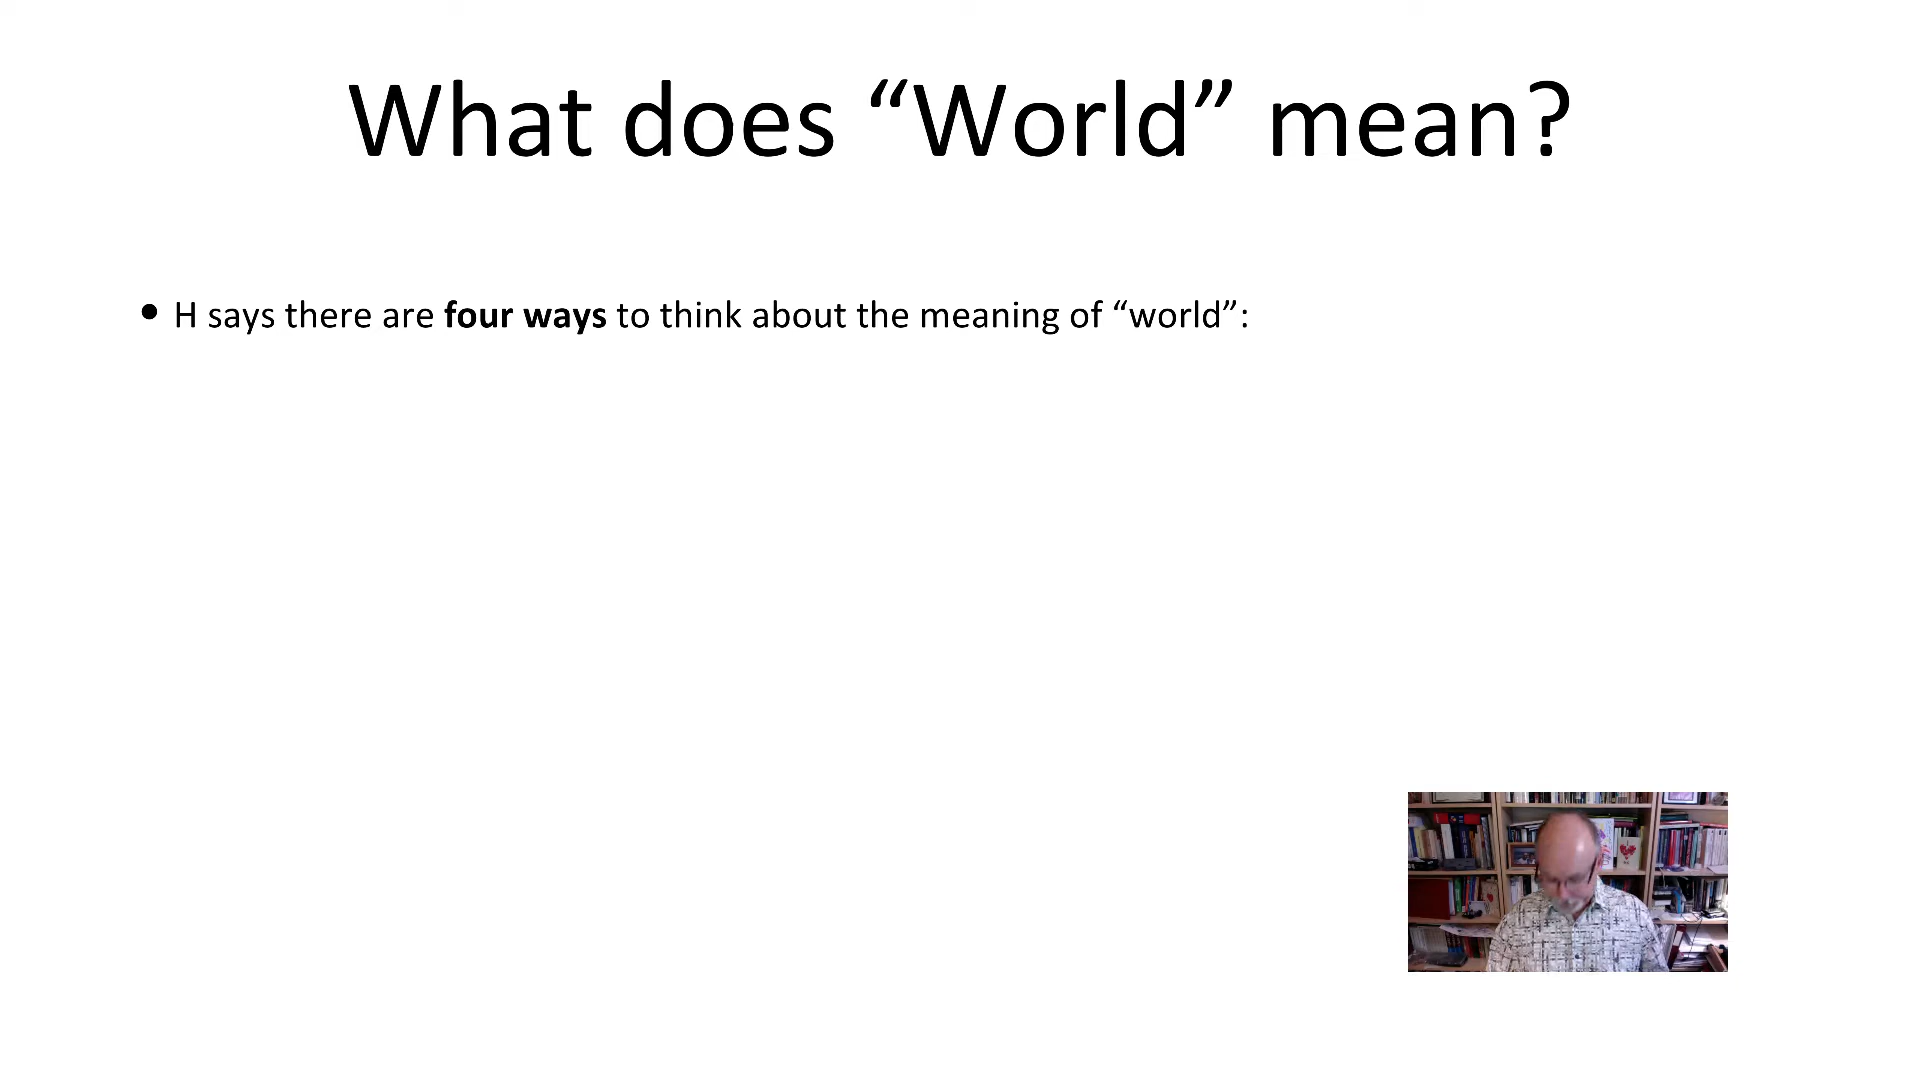 What does “World” mean?
• H says there are four ways to think about the meaning of “world”: